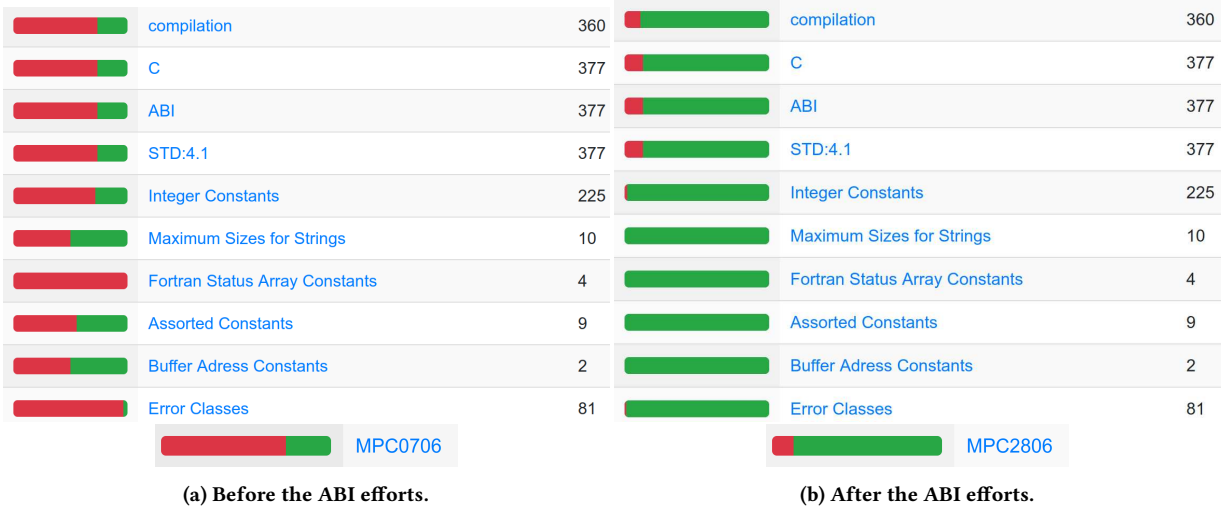 compilation 360
C 377
ABI 377
STD:4.1 377
Integer Constants 225
Maximum Sizes for Strings 10
Fortran Status Array Constants 4
Assorted Constants 9
Buffer Adress Constants 2
Error Classes 81
MPC0706
(a) Before the ABI efforts.
compilation 360
C 377
ABI 377
STD:4.1 377
Integer Constants 225
Maximum Sizes for Strings 10
Fortran Status Array Constants 4
Assorted Constants 9
Buffer Adress Constants 2
Error Classes 81
MPC2806
(b) After the ABI efforts.